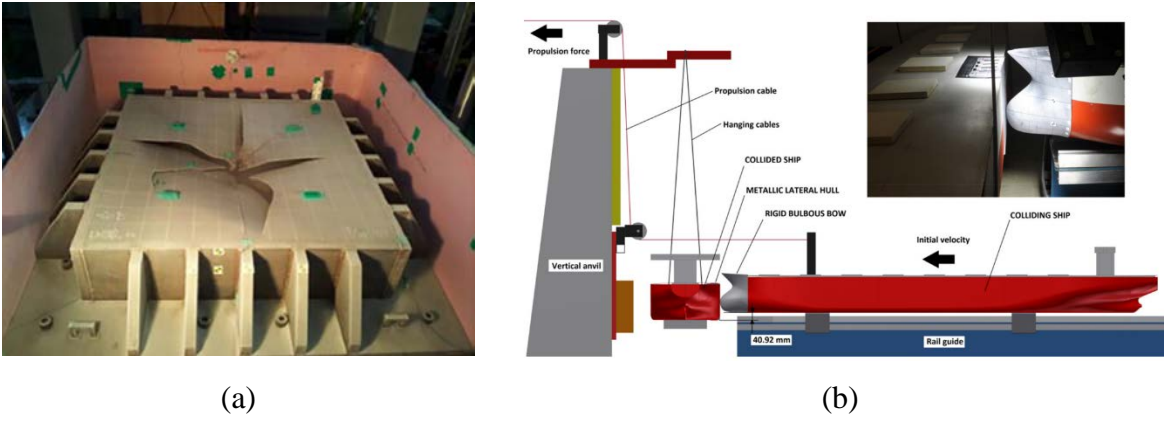 Propulsion force
Propulsion cable
Hanging cables
COLLIDED SHIP
METALLIC LATERAL HULL
RIGID BULBOUS BOW
COLLIDING SHIP
Initial velocity
Vertical anvil
40.92 mm
Rail guide
(a)
(b)